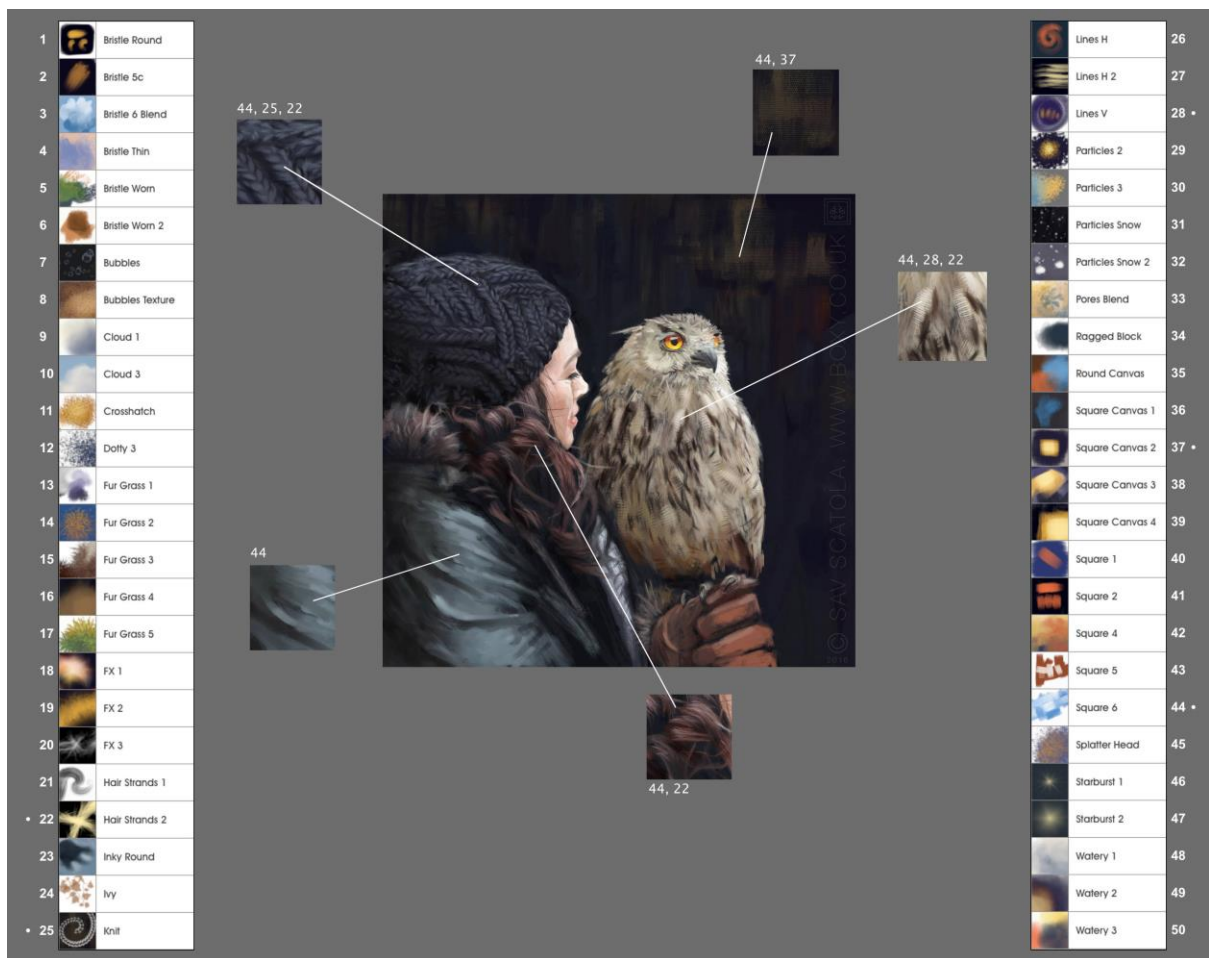 1 Bristle Round
2 Bristle 5c
3 Bristle 6 Blend
4 Bristle Thin
5 Bristle Worn
6 Bristle Worn 2
7 Bubbles
8 Bubbles Texture
9 Cloud 1
10 Cloud 3
11 Crosshatch
12 Dotty 3
13 Fur Grass 1
14 Fur Grass 2
15 Fur Grass 3
16 Fur Grass 4
17 Fur Grass 5
18 FX 1
19 FX 2
20 FX 3
21 Hair Strands 1
• 22 Hair Strands 2
23 Inky Round
24 Ivy
• 25 Knit
44, 25, 22
44, 37
44, 28, 22
44
44, 22
© SAV SCATOLA. WWW.BOKY.CO.UK
2018
Lines H 26
Lines H 2 27
Lines V 28 •
Particles 2 29
Particles 3 30
Particles Snow 31
Particles Snow 2 32
Pores Blend 33
Ragged Block 34
Round Canvas 35
Square Canvas 1 36
Square Canvas 2 37 •
Square Canvas 3 38
Square Canvas 4 39
Square 1 40
Square 2 41
Square 4 42
Square 5 43
Square 6 44 •
Splatter Head 45
Starburst 1 46
Starburst 2 47
Watery 1 48
Watery 2 49
Watery 3 50